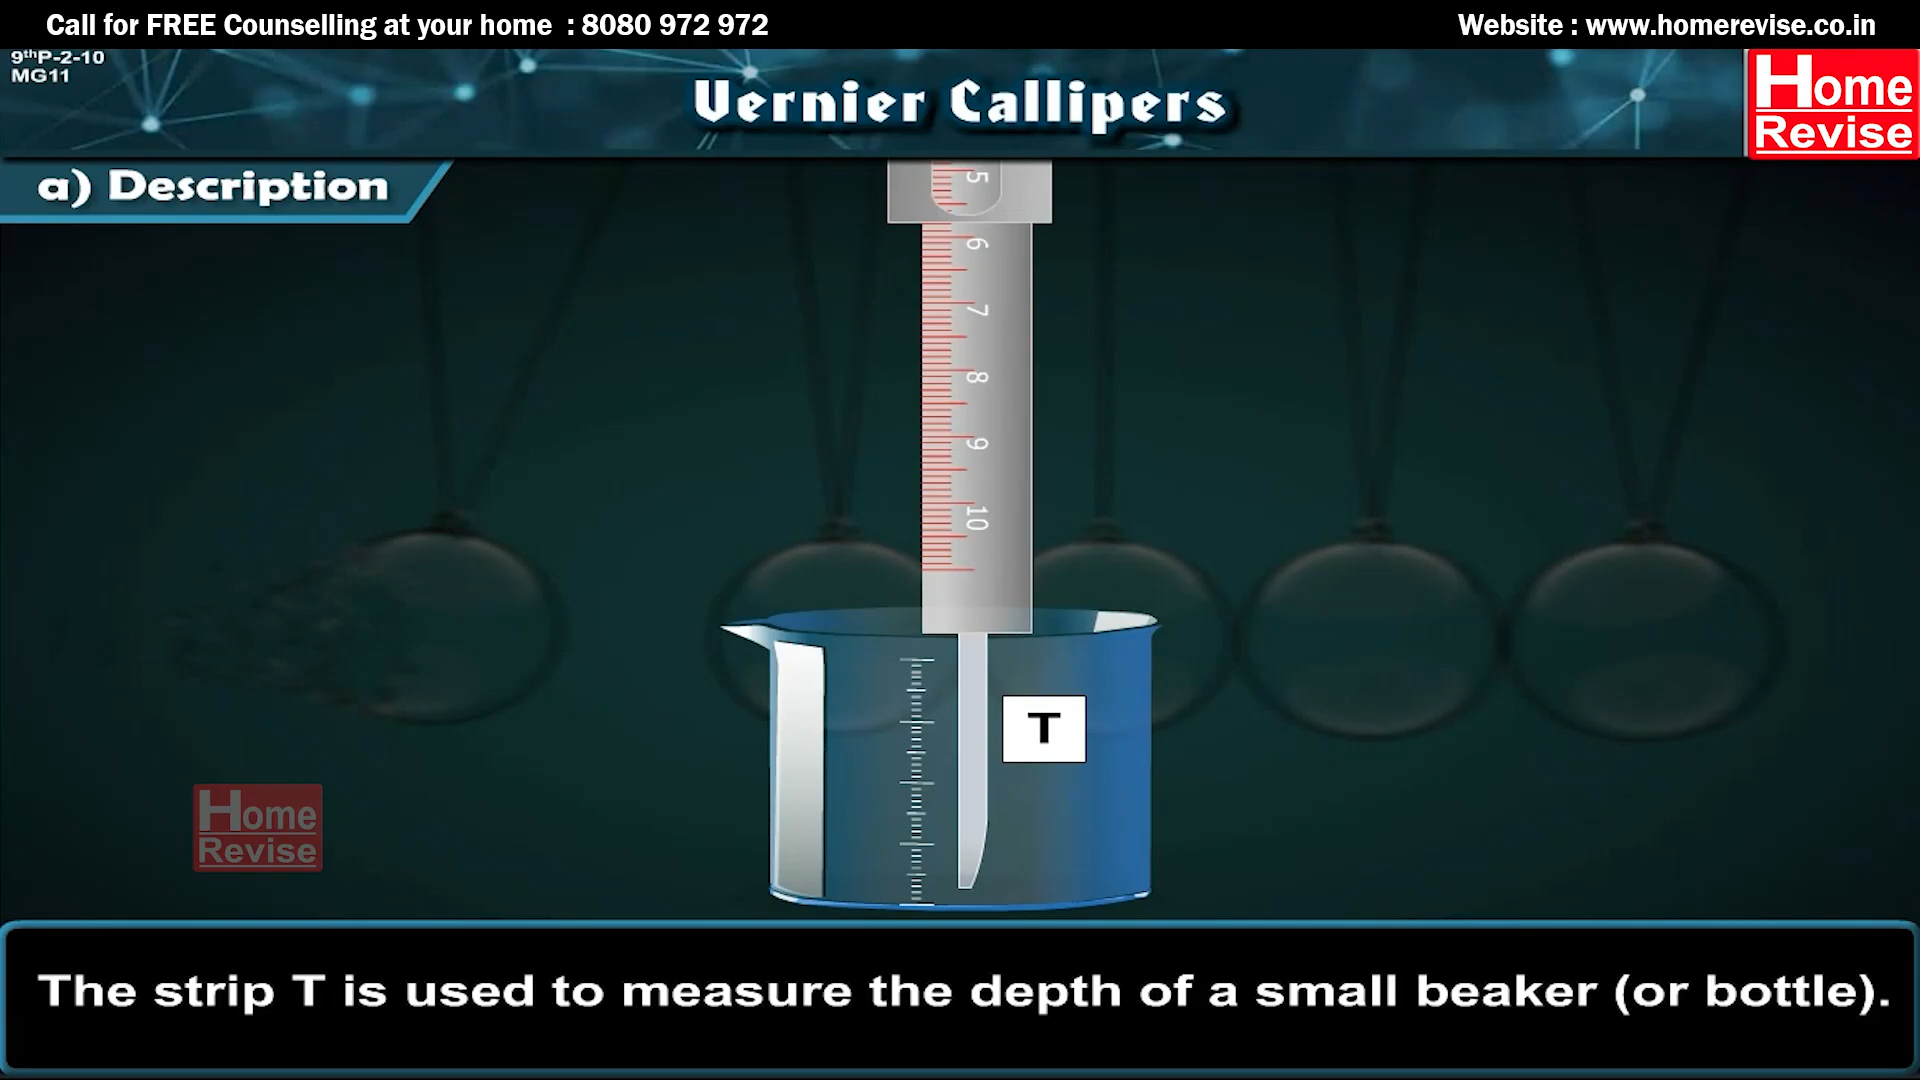 Call for FREE Counselling at your home : 8080 972 972
Website : www.homerevise.co.in
9thP-2-10
MG11
Vernier Callipers
Home
Revise
a) Description
5
6
7
8
9
10
T
Home
Revise
The strip T is used to measure the depth of a small beaker (or bottle).